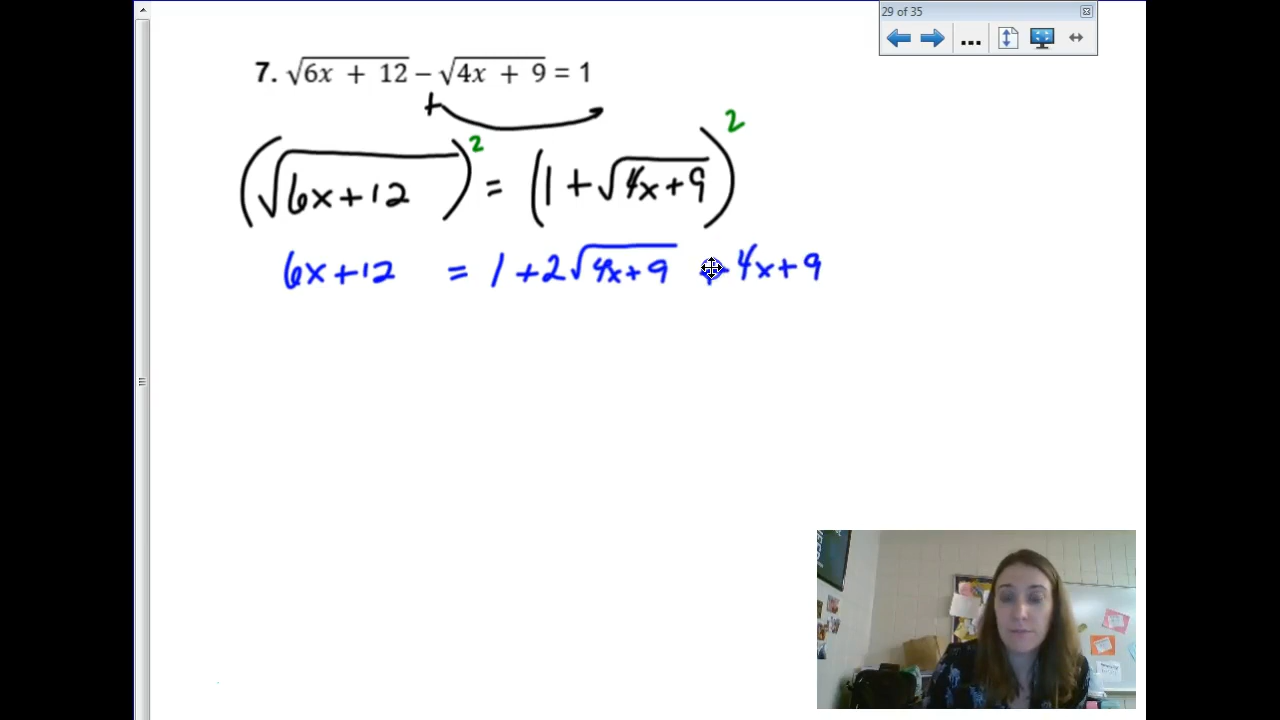 29 of 35
7. √(6x + 12) − √(4x + 9) = 1
+
(√(6x+12))² = (1 + √(4x+9))²
6x+12 = 1 + 2√(4x+9) + 4x+9